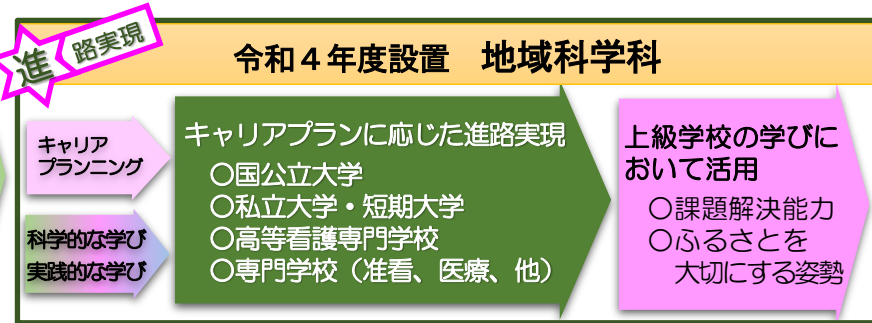 進路実現
令和４年度設置　地域科学科
キャリア
プランニング
科学的な学び
実践的な学び
キャリアプランに応じた進路実現
〇国公立大学
〇私立大学・短期大学
〇高等看護専門学校
〇専門学校（准看、医療、他）
上級学校の学びに
おいて活用
〇課題解決能力
〇ふるさとを
大切にする姿勢